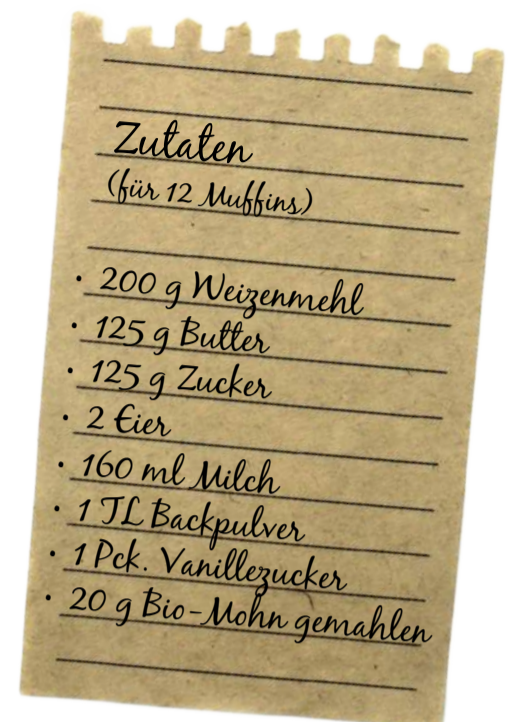 Zutaten
(für 12 Muffins)
• 200 g Weizenmehl
• 125 g Butter
• 125 g Zucker
• 2 Eier
• 160 ml Milch
• 1 TL Backpulver
• 1 Pck. Vanillezucker
• 20 g Bio-Mohn gemahlen